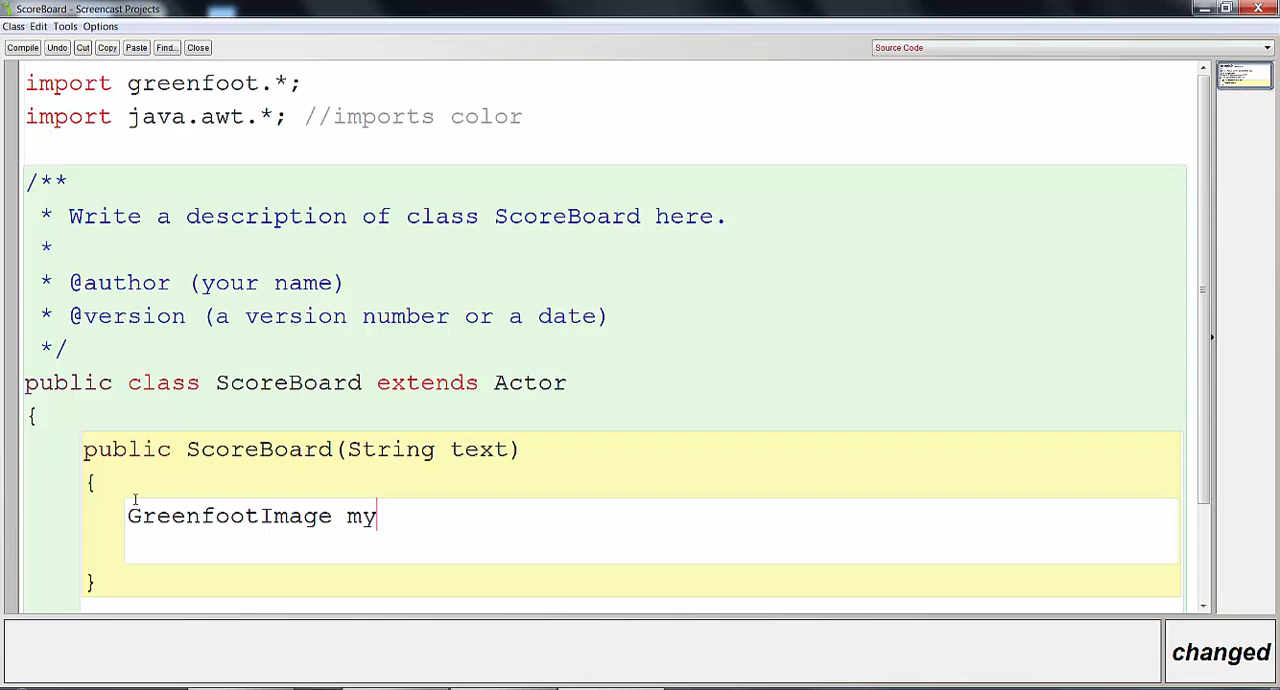 ScoreBoard - Screencast Projects
Class Edit Tools Options
Compile Undo Cut Copy Paste Find... Close Source Code
import greenfoot.*;
import java.awt.*; //imports color
/**
 * Write a description of class ScoreBoard here.
 *
 * @author (your name)
 * @version (a version number or a date)
 */
public class ScoreBoard extends Actor
{
public ScoreBoard(String text)
{
GreenfootImage my
}
changed